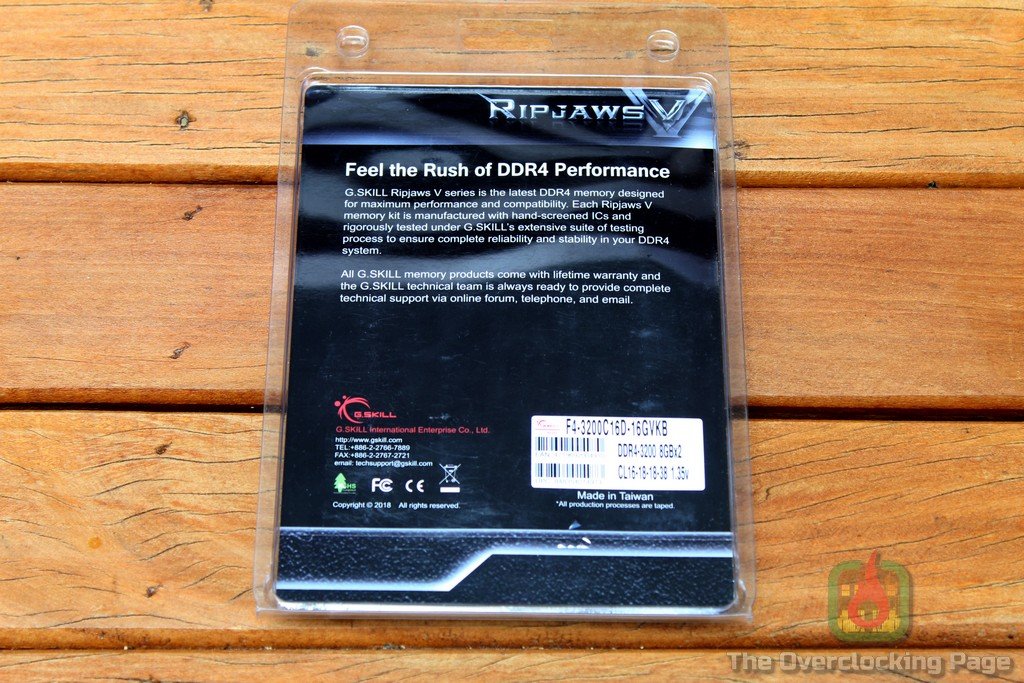 RIPJAWS V
Feel the Rush of DDR4 Performance
G.SKILL Ripjaws V series is the latest DDR4 memory designed
for maximum performance and compatibility. Each Ripjaws V
memory kit is manufactured with hand-screened ICs and
rigorously tested under G.SKILL's extensive suite of testing
process to ensure complete reliability and stability in your DDR4
system.
All G.SKILL memory products come with lifetime warranty and
the G.SKILL technical team is always ready to provide complete
technical support via online forum, telephone, and email.
G.SKILL
G.SKILL International Enterprise Co., Ltd.
http://www.gskill.com
TEL:+886-2-2766-7889
FAX:+886-2-2767-2721
email: techsupport@gskill.com
FC CE
Copyright © 2018 All rights reserved.
F4-3200C16D-16GVKB
DDR4-3200 8GBx2
CL16-18-18-38 1.35v
Made in Taiwan
*All production processes are taped.
The Overclocking Page